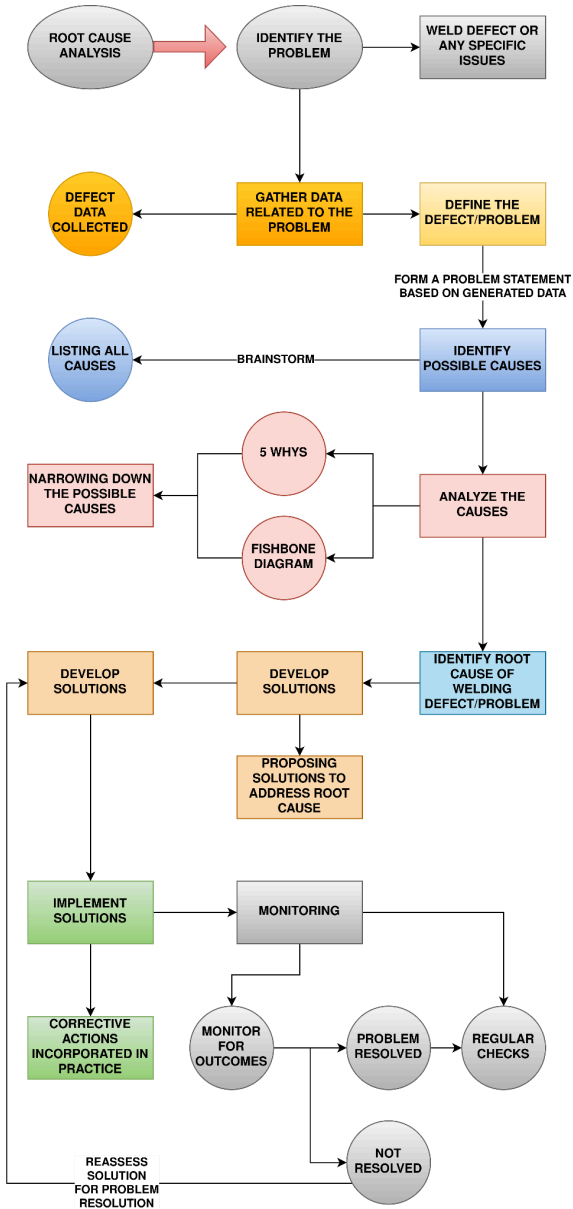 ROOT CAUSE
ANALYSIS
IDENTIFY THE
PROBLEM
WELD DEFECT OR
ANY SPECIFIC
ISSUES
DEFECT
DATA
COLLECTED
GATHER DATA
RELATED TO THE
PROBLEM
DEFINE THE
DEFECT/PROBLEM
FORM A PROBLEM STATEMENT
BASED ON GENERATED DATA
LISTING ALL
CAUSES
BRAINSTORM
IDENTIFY
POSSIBLE CAUSES
5 WHYS
NARROWING DOWN
THE POSSIBLE
CAUSES
ANALYZE THE
CAUSES
FISHBONE
DIAGRAM
DEVELOP
SOLUTIONS
DEVELOP
SOLUTIONS
IDENTIFY ROOT
CAUSE OF
WELDING
DEFECT/PROBLEM
PROPOSING
SOLUTIONS TO
ADDRESS ROOT
CAUSE
IMPLEMENT
SOLUTIONS
MONITORING
CORRECTIVE
ACTIONS
INCORPORATED IN
PRACTICE
MONITOR
FOR
OUTCOMES
PROBLEM
RESOLVED
REGULAR
CHECKS
NOT
RESOLVED
REASSESS
SOLUTION
FOR PROBLEM
RESOLUTION